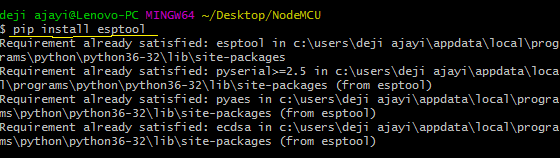 deji ajayi@Lenovo-PC MINGW64 ~/Desktop/NodeMCU
$ pip install esptool
Requirement already satisfied: esptool in c:\users\deji ajayi\appdata\local\progr
ams\python\python36-32\lib\site-packages
Requirement already satisfied: pyserial>=2.5 in c:\users\deji ajayi\appdata\loca
l\programs\python\python36-32\lib\site-packages (from esptool)
Requirement already satisfied: pyaes in c:\users\deji ajayi\appdata\local\progra
ms\python\python36-32\lib\site-packages (from esptool)
Requirement already satisfied: ecdsa in c:\users\deji ajayi\appdata\local\progra
ms\python\python36-32\lib\site-packages (from esptool)